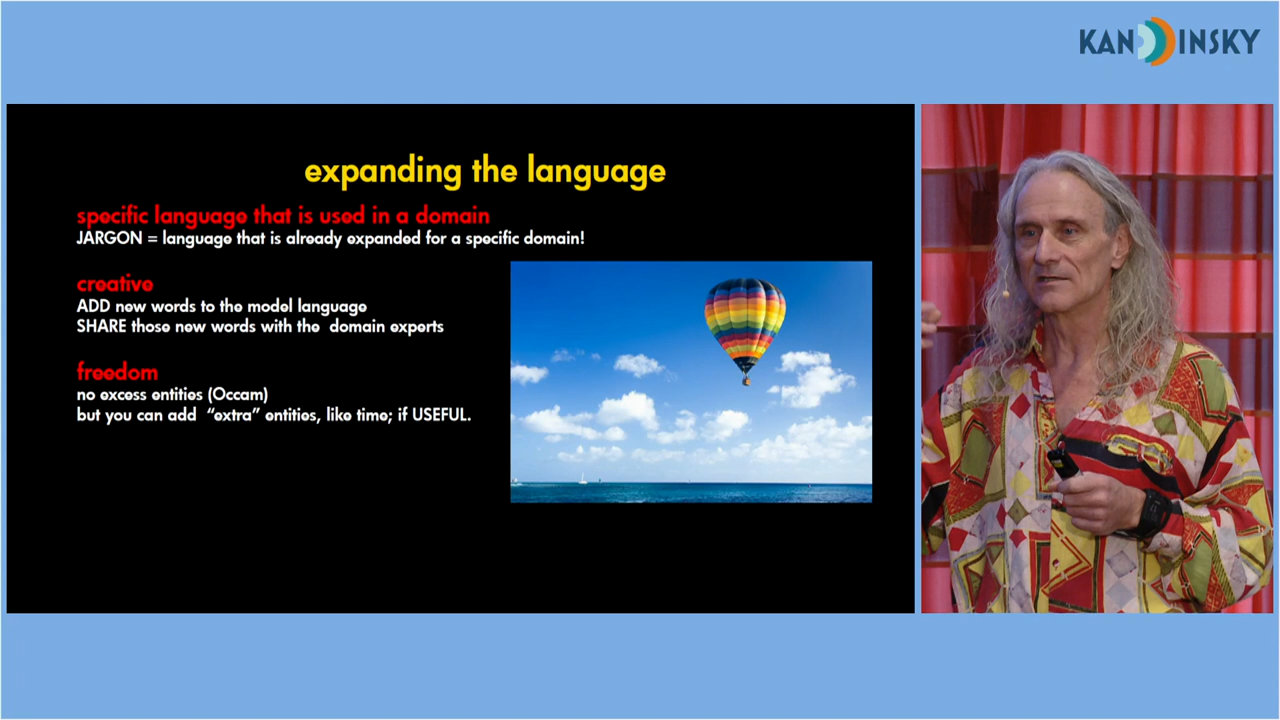 KANDDINSKY
expanding the language
specific language that is used in a domain
JARGON = language that is already expanded for a specific domain!
creative
ADD new words to the model language
SHARE those new words with the domain experts
freedom
no excess entities (Occam)
but you can add “extra” entities, like time; if USEFUL.